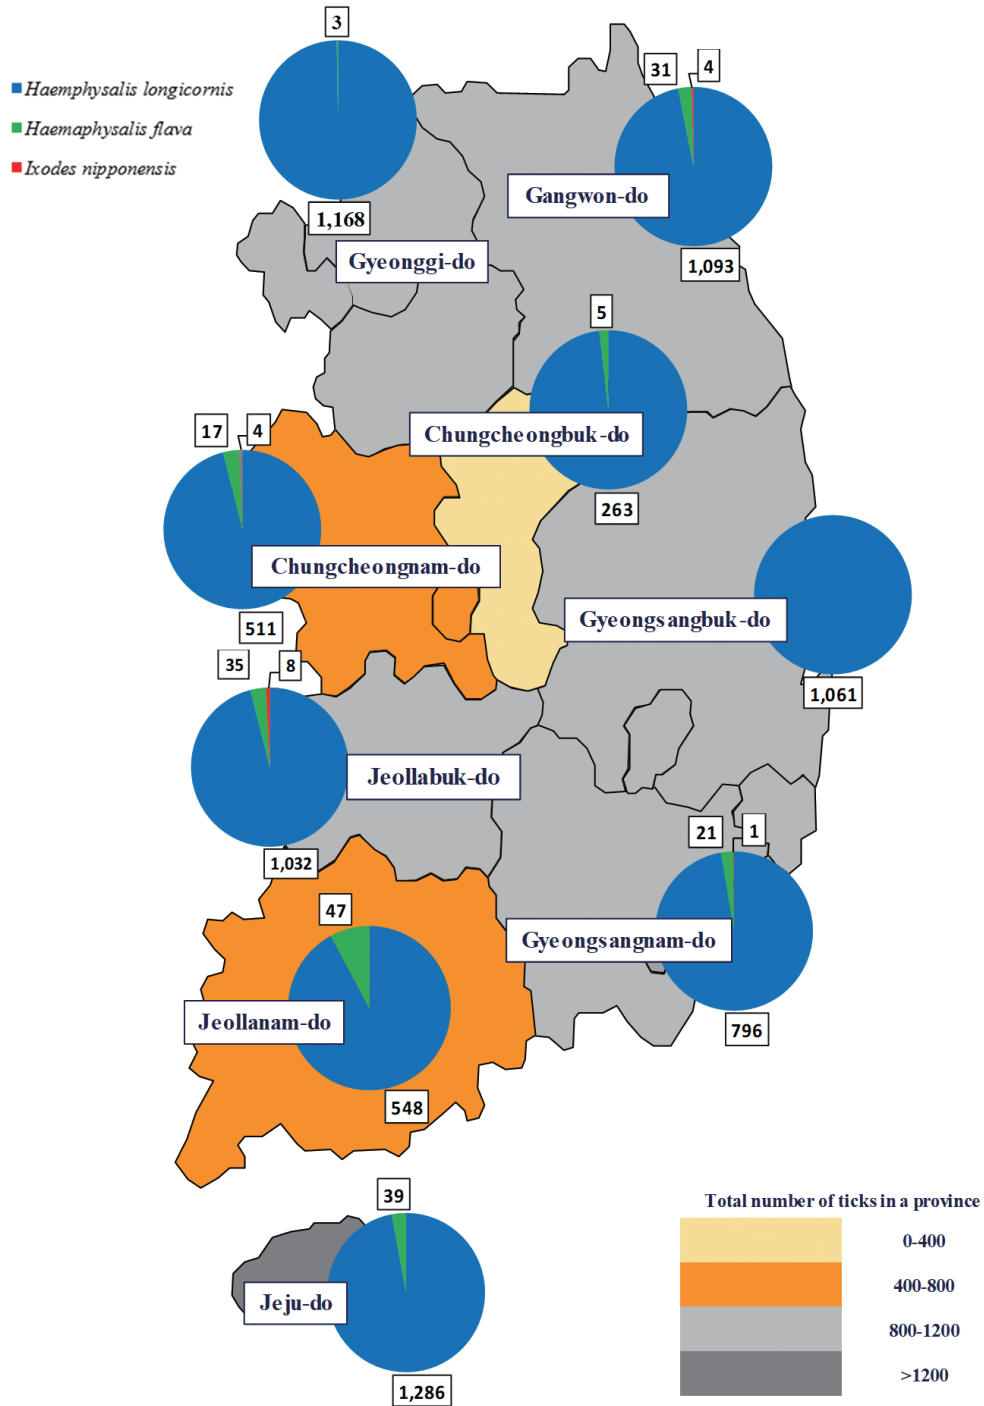 3
Haemphysalis longicornis
Haemaphysalis flava
Ixodes nipponensis
31
4
Gangwon-do
1,168
Gyeonggi-do
1,093
5
Chungcheongbuk-do
17
4
263
Chungcheongnam-do
Gyeongsangbuk-do
511
35
8
1,061
Jeollabuk-do
1,032
21
1
47
Gyeongsangnam-do
Jeollanam-do
796
548
39
Jeju-do
1,286
Total number of ticks in a province
0-400
400-800
800-1200
>1200